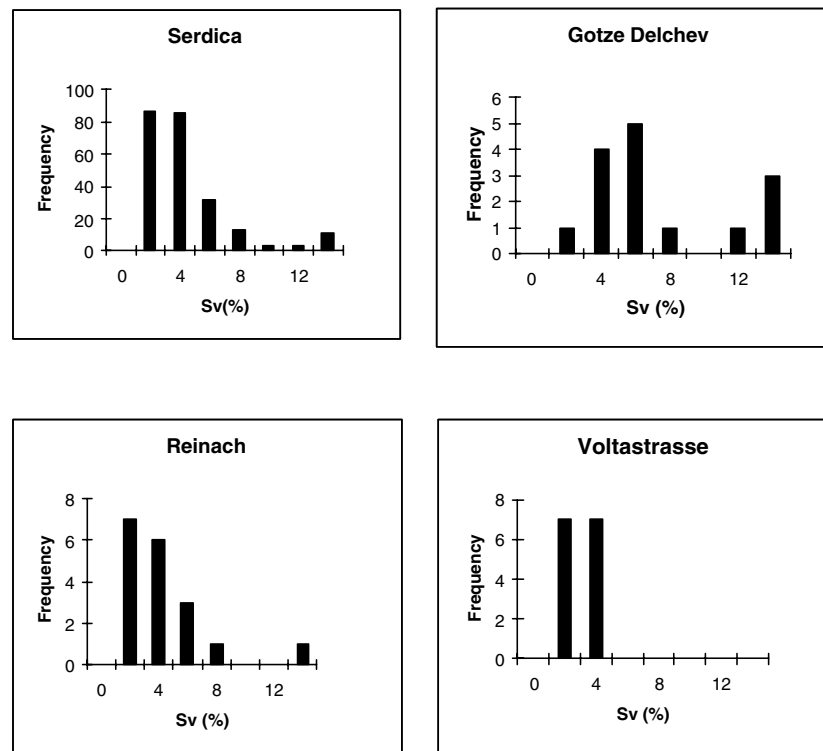 Serdica
100
80
60
40
20
0
Frequency
0 4 8 12
Sv(%)
Gotze Delchev
6
5
4
3
2
1
0
Frequency
0 4 8 12
Sv (%)
Reinach
8
6
4
2
0
Frequency
0 4 8 12
Sv (%)
Voltastrasse
8
6
4
2
0
Frequency
0 4 8 12
Sv (%)